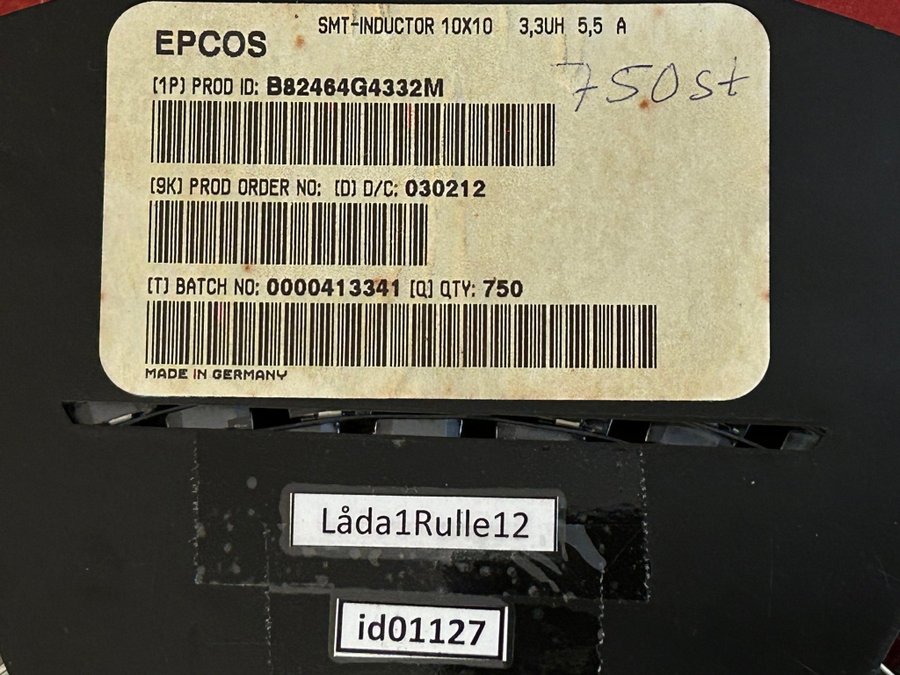 SMT-INDUCTOR 10X10 3,3UH 5,5 A
EPCOS
[1P] PROD ID: B82464G4332M
750st
[9K] PROD ORDER NO: [D] D/C: 030212
[T] BATCH NO: 0000413341 [Q] QTY: 750
MADE IN GERMANY
Låda1Rulle12
id01127